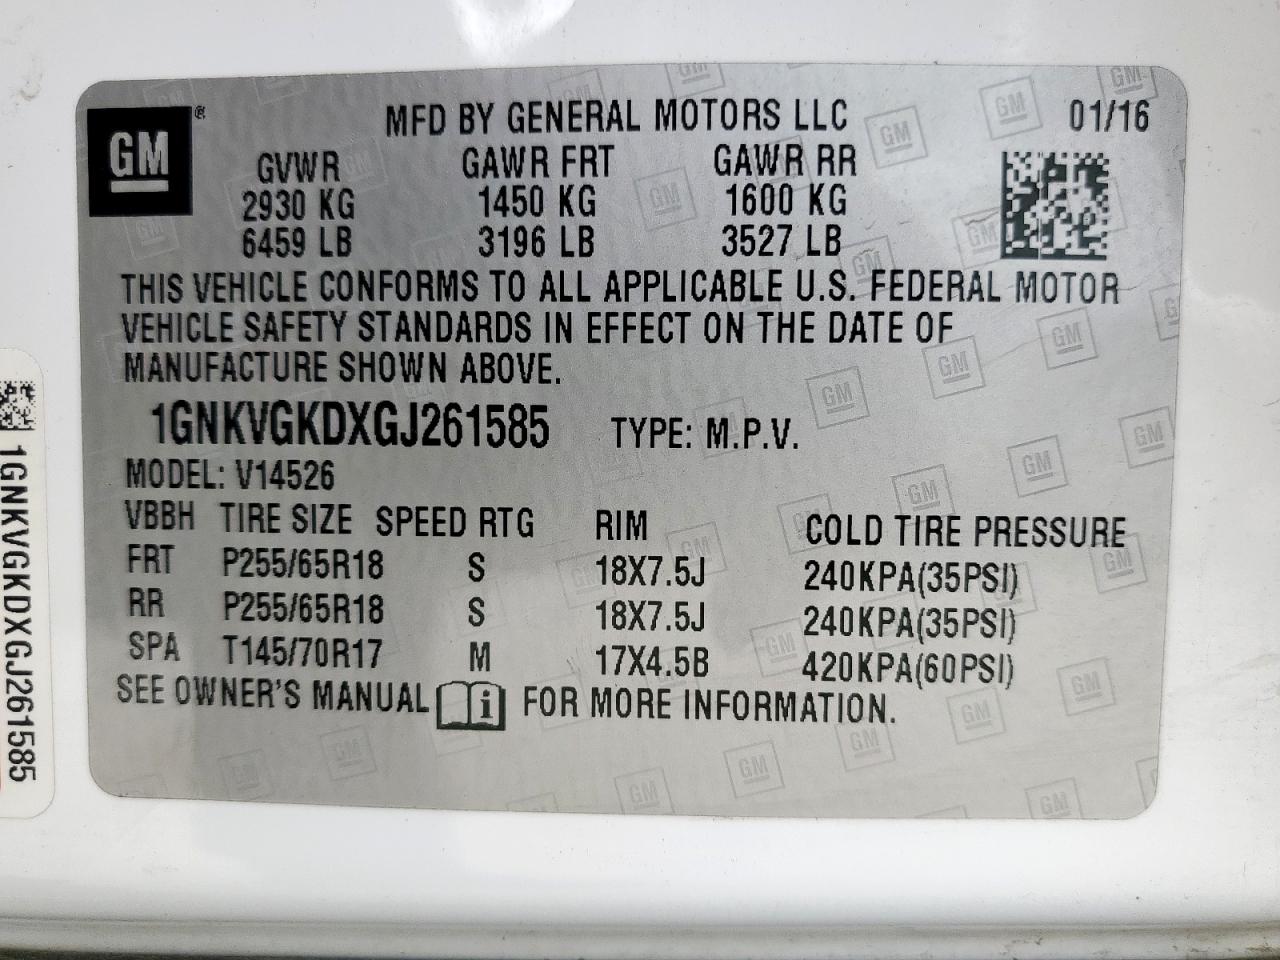 GM ® MFD BY GENERAL MOTORS LLC 01/16
GVWR GAWR FRT GAWR RR
2930 KG 1450 KG 1600 KG
6459 LB 3196 LB 3527 LB
THIS VEHICLE CONFORMS TO ALL APPLICABLE U.S. FEDERAL MOTOR
VEHICLE SAFETY STANDARDS IN EFFECT ON THE DATE OF
MANUFACTURE SHOWN ABOVE.
1GNKVGKDXGJ261585 TYPE: M.P.V.
MODEL: V14526
VBBH TIRE SIZE SPEED RTG RIM COLD TIRE PRESSURE
FRT P255/65R18 S 18X7.5J 240KPA(35PSI)
RR P255/65R18 S 18X7.5J 240KPA(35PSI)
SPA T145/70R17 M 17X4.5B 420KPA(60PSI)
SEE OWNER'S MANUAL i FOR MORE INFORMATION.
1GNKVGKDXGJ261585